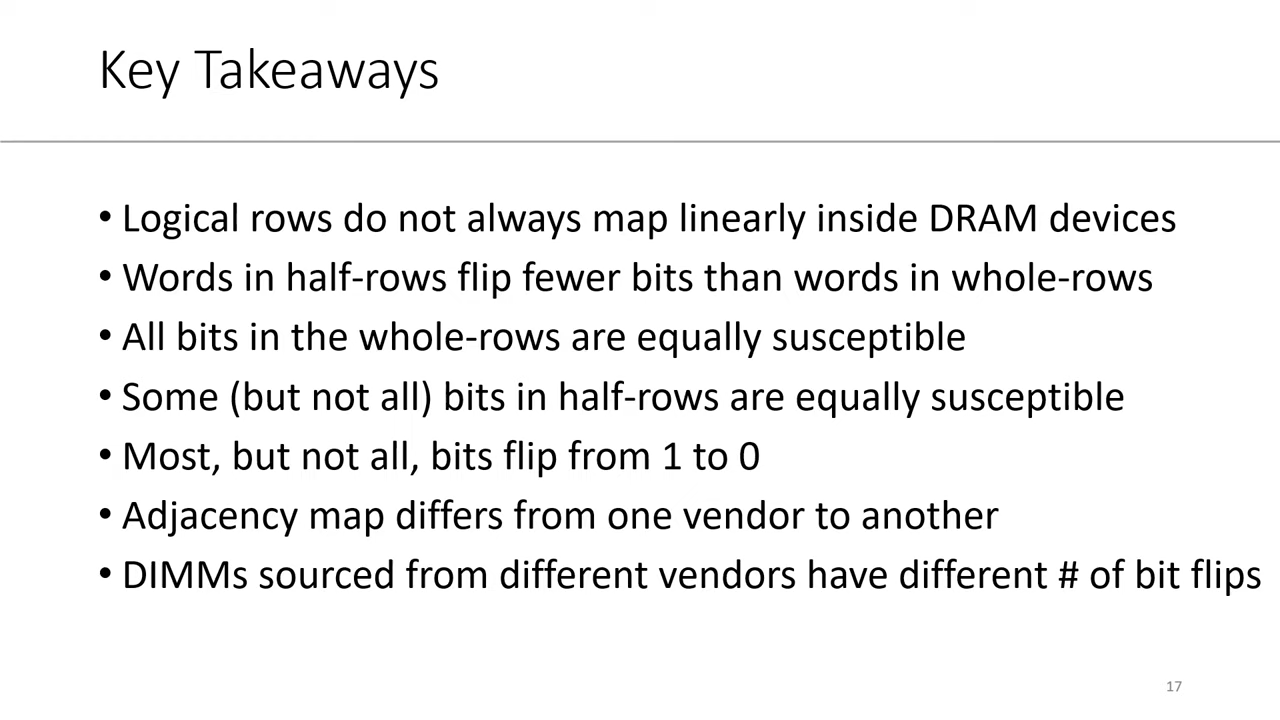 Key Takeaways
• Logical rows do not always map linearly inside DRAM devices
• Words in half-rows flip fewer bits than words in whole-rows
• All bits in the whole-rows are equally susceptible
• Some (but not all) bits in half-rows are equally susceptible
• Most, but not all, bits flip from 1 to 0
• Adjacency map differs from one vendor to another
• DIMMs sourced from different vendors have different # of bit flips
17